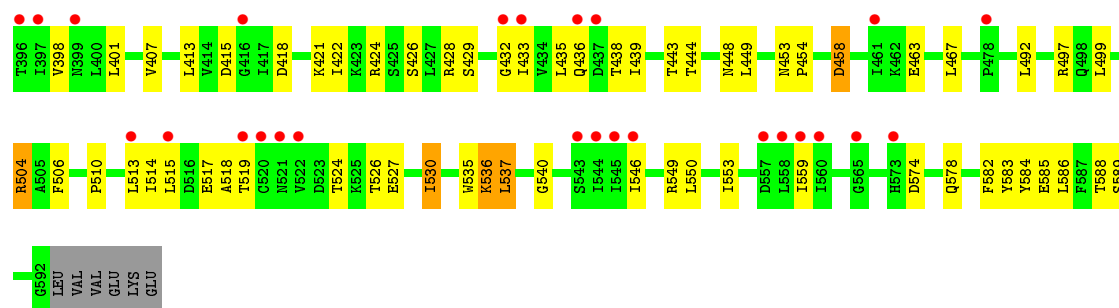 T396 I397 V398 N399 L400 L401 V407 L413 V414 D415 G416 I417 D418 K421 I422 K423 R424 S425 S426 L427 R428 S429 G432 I433 V434 L435 Q436 D437 T438 I439 T443 T444 N448 L449 N453 P454 D458 I461 K462 E463 L467 P478 L492 R497 Q498 L499
R504 A505 F506 P510 L513 I514 L515 D516 E517 A518 T519 C520 N521 V522 D523 T524 K525 T526 E527 I530 W535 K536 L537 G540 S543 I544 I545 I546 R549 L550 I553 D557 L558 I559 I560 G565 H573 D574 Q578 F582 Y583 Y584 E585 L586 F587 T588 S589
G592 LEU VAL VAL GLU LYS GLU